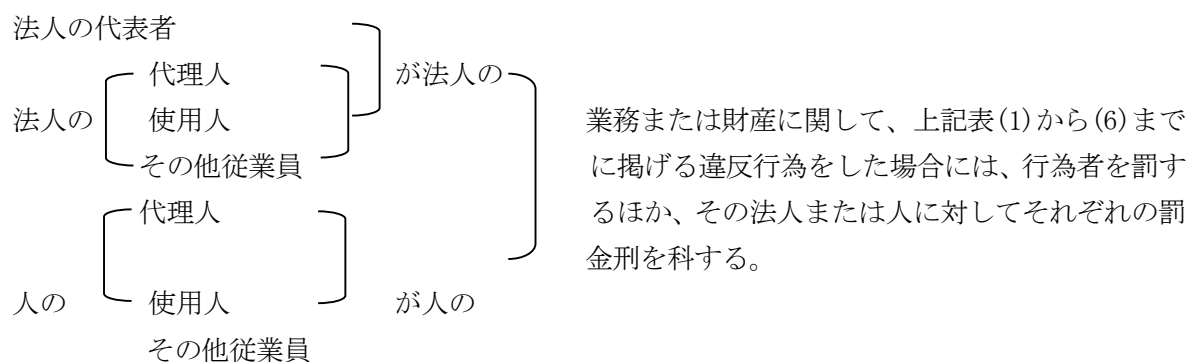 法人の代表者
代理人
が法人の
法人の
使用人
その他従業員
代理人
人の
使用人
が人の
その他従業員
業務または財産に関して、上記表(1)から(6)まで
に掲げる違反行為をした場合には、行為者を罰す
るほか、その法人または人に対してそれぞれの罰
金刑を科する。